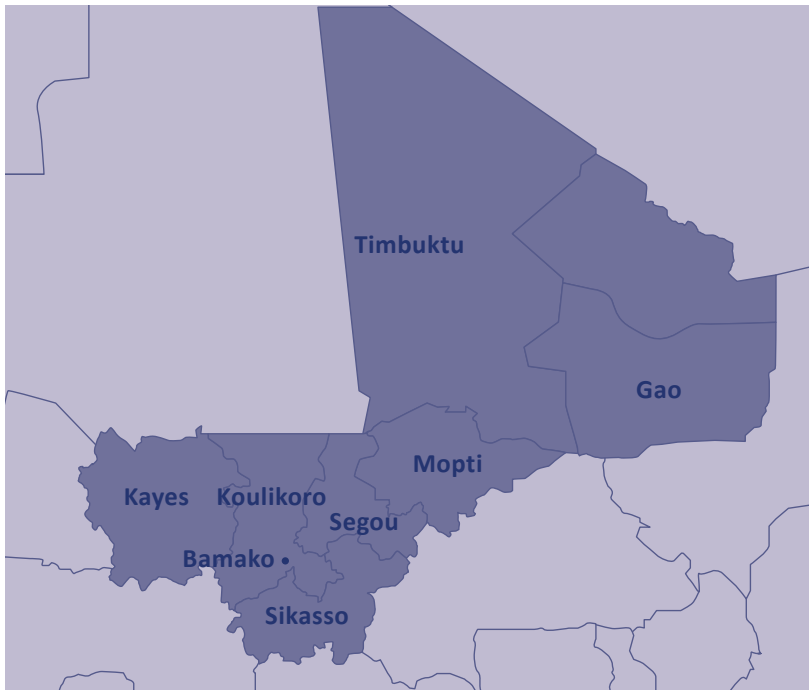 Timbuktu
Gao
Mopti
Kayes
Koulikoro
Segou
Bamako
Sikasso